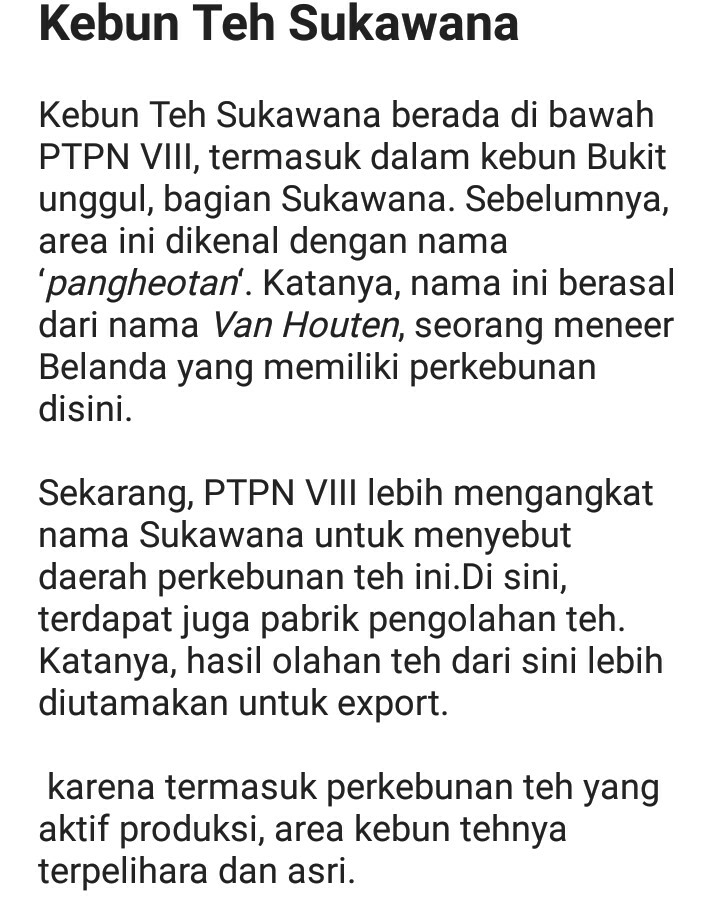 Kebun Teh Sukawana
Kebun Teh Sukawana berada di bawah
PTPN VIII, termasuk dalam kebun Bukit
unggul, bagian Sukawana. Sebelumnya,
area ini dikenal dengan nama
‘pangheotan‘. Katanya, nama ini berasal
dari nama Van Houten, seorang meneer
Belanda yang memiliki perkebunan
disini.
Sekarang, PTPN VIII lebih mengangkat
nama Sukawana untuk menyebut
daerah perkebunan teh ini.Di sini,
terdapat juga pabrik pengolahan teh.
Katanya, hasil olahan teh dari sini lebih
diutamakan untuk export.
karena termasuk perkebunan teh yang
aktif produksi, area kebun tehnya
terpelihara dan asri.